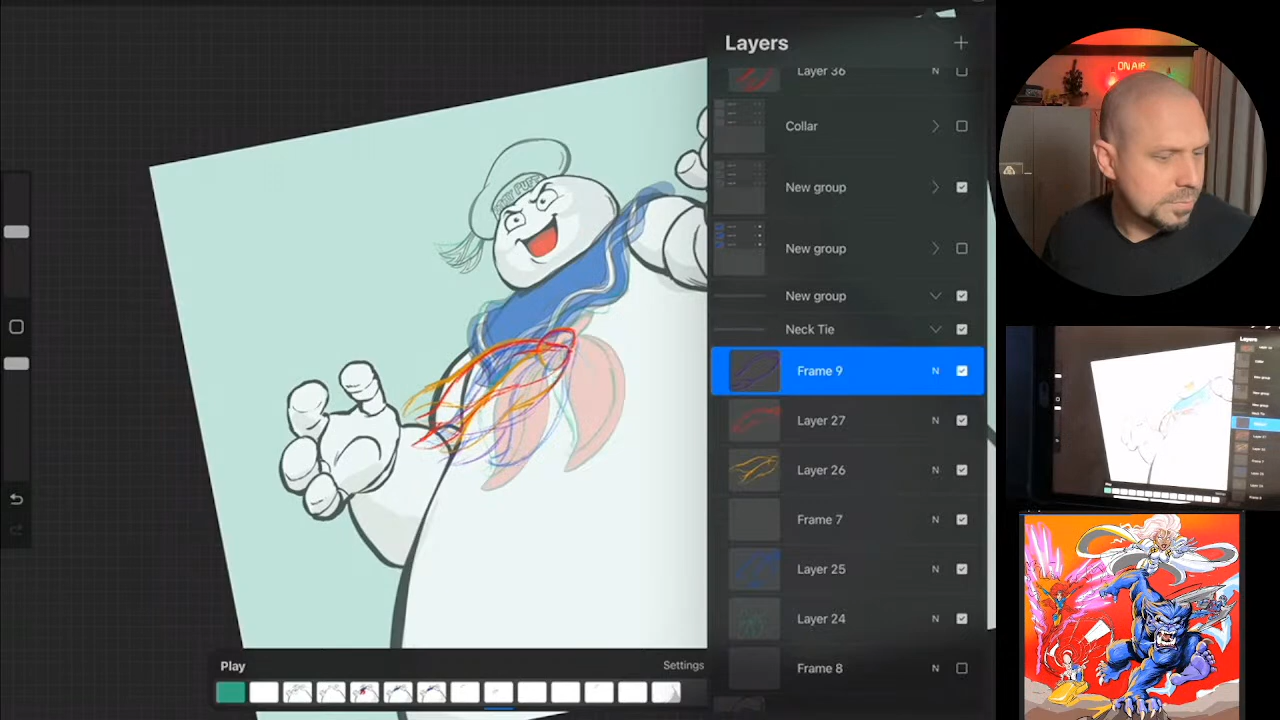 Layers
Layer 36 N
Collar
New group
New group
New group
Neck Tie
Frame 9 N
Layer 27 N
Layer 26 N
Frame 7 N
Layer 25 N
Layer 24 N
Frame 8 N
Play Settings
ON AIR